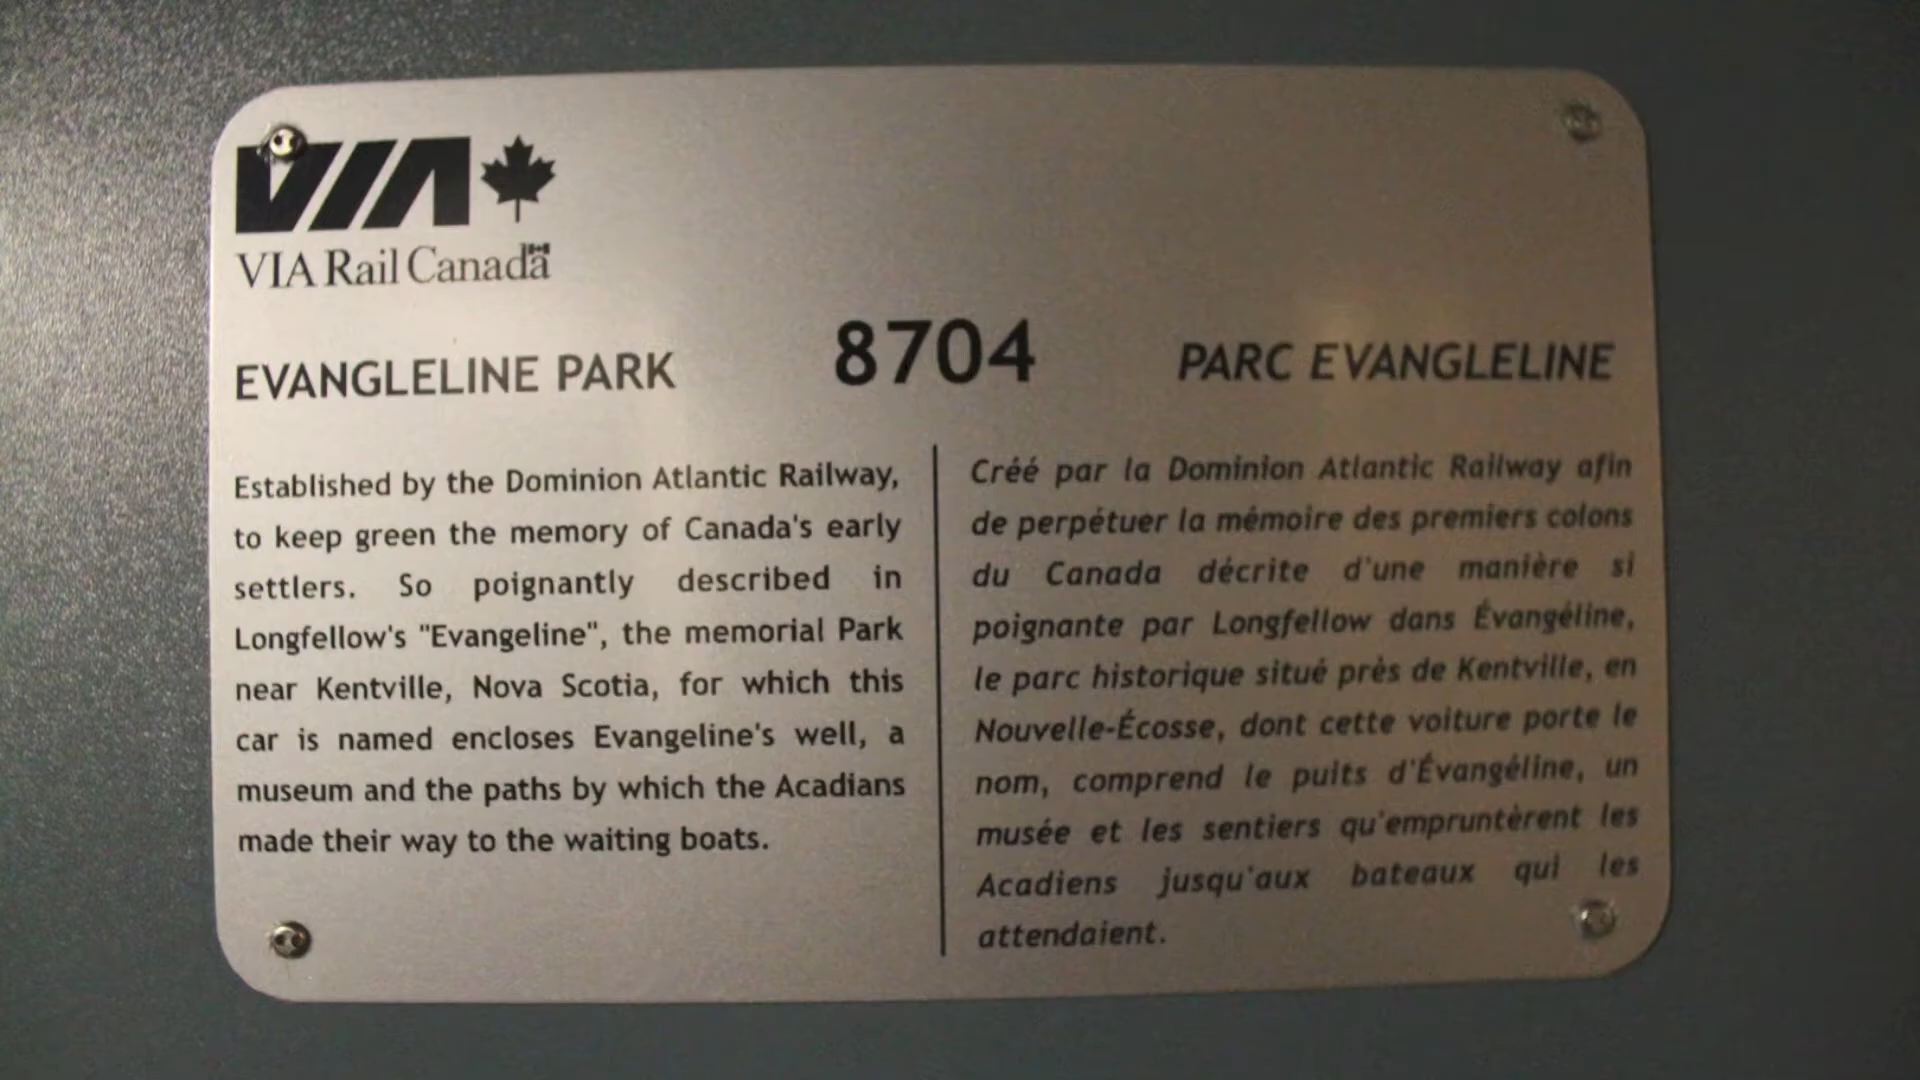 VIA
VIA Rail Canada
EVANGLELINE PARK
8704
PARC EVANGLELINE
Established by the Dominion Atlantic Railway,
to keep green the memory of Canada's early
settlers. So poignantly described in
Longfellow's "Evangeline", the memorial Park
near Kentville, Nova Scotia, for which this
car is named encloses Evangeline's well, a
museum and the paths by which the Acadians
made their way to the waiting boats.
Créé par la Dominion Atlantic Railway afin
de perpétuer la mémoire des premiers colons
du Canada décrite d'une manière si
poignante par Longfellow dans Évangéline,
le parc historique situé près de Kentville, en
Nouvelle-Écosse, dont cette voiture porte le
nom, comprend le puits d'Évangéline, un
musée et les sentiers qu'empruntèrent les
Acadiens jusqu'aux bateaux qui les
attendaient.